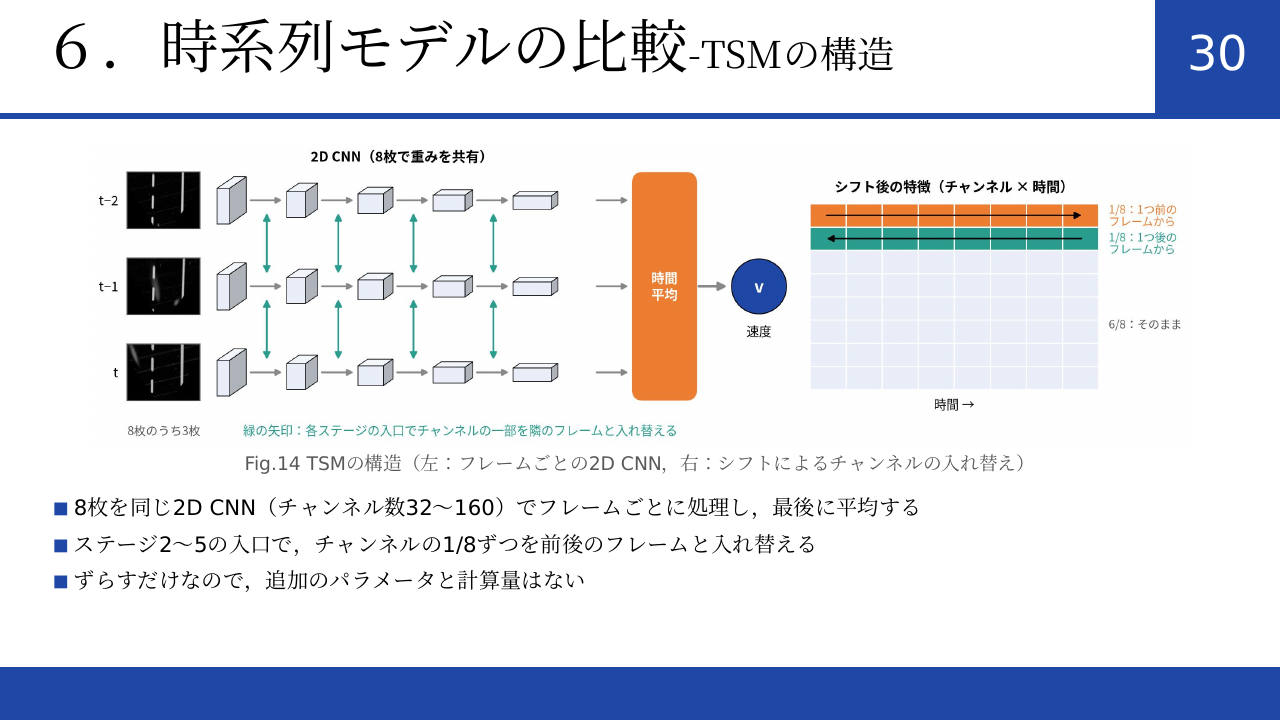 ６．時系列モデルの比較-TSMの構造
30
2D CNN（8枚で重みを共有）
t−2
t−1
t
8枚のうち3枚
緑の矢印：各ステージの入口でチャンネルの一部を隣のフレームと入れ替える
時間
平均
v
速度
シフト後の特徴（チャンネル × 時間）
1/8：1つ前の
フレームから
1/8：1つ後の
フレームから
6/8：そのまま
時間 →
Fig.14 TSMの構造（左：フレームごとの2D CNN，右：シフトによるチャンネルの入れ替え）
■ 8枚を同じ2D CNN（チャンネル数32～160）でフレームごとに処理し，最後に平均する
■ ステージ2～5の入口で，チャンネルの1/8ずつを前後のフレームと入れ替える
■ ずらすだけなので，追加のパラメータと計算量はない